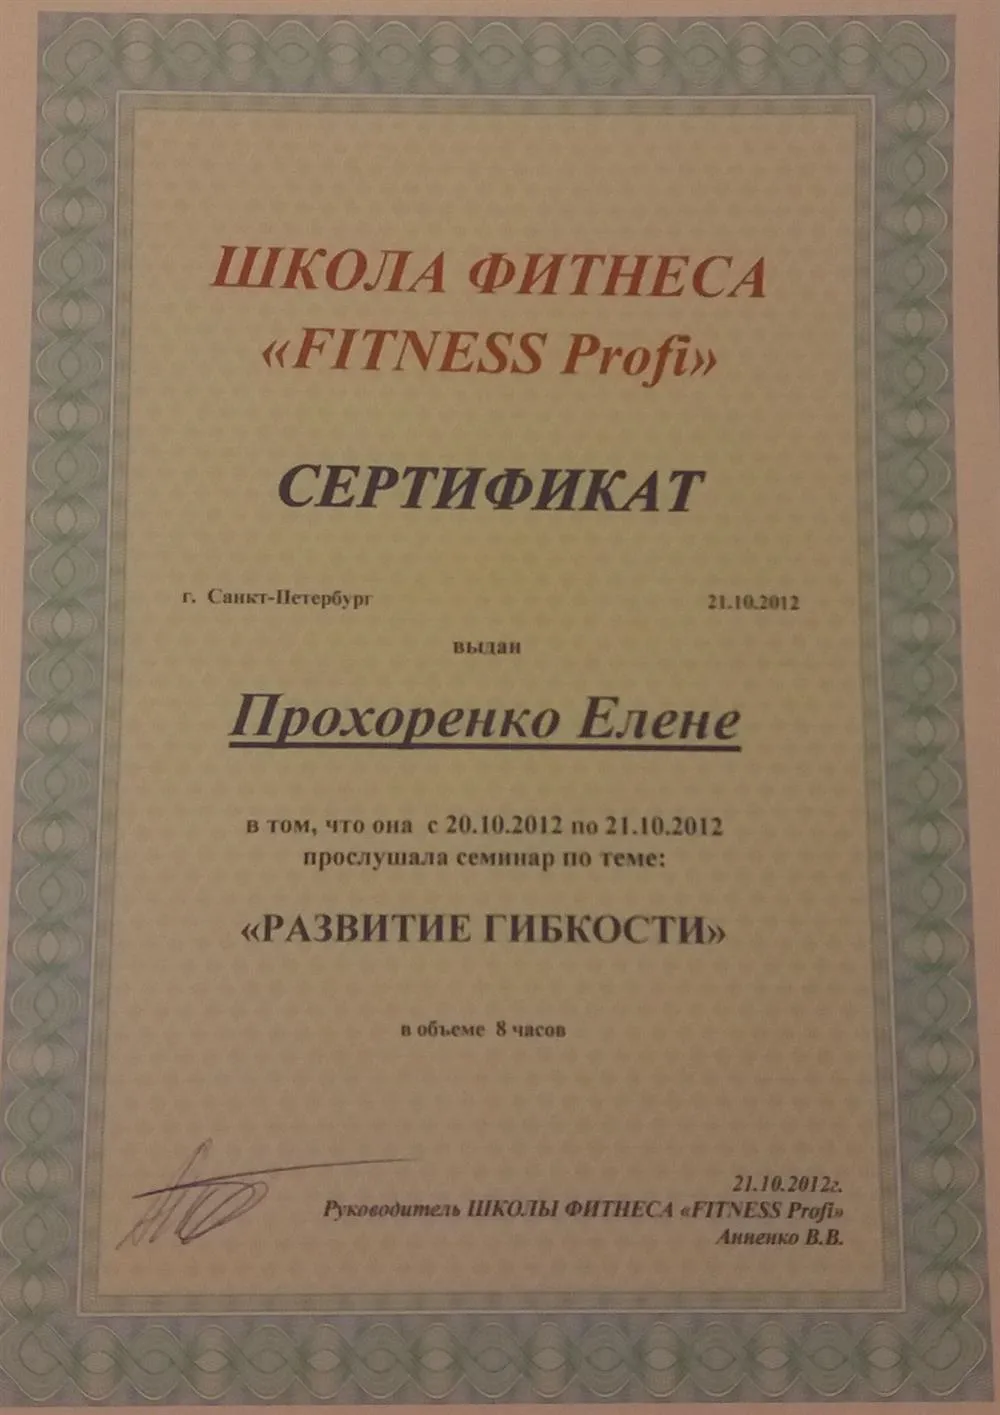 ШКОЛА ФИТНЕСА
«FITNESS Profi»
СЕРТИФИКАТ
г. Санкт-Петербург 21.10.2012
выдан
Прохоренко Елене
в том, что она с 20.10.2012 по 21.10.2012
прослушала семинар по теме:
«РАЗВИТИЕ ГИБКОСТИ»
в объеме 8 часов
21.10.2012г.
Руководитель ШКОЛЫ ФИТНЕСА «FITNESS Profi»
Анненко В.В.